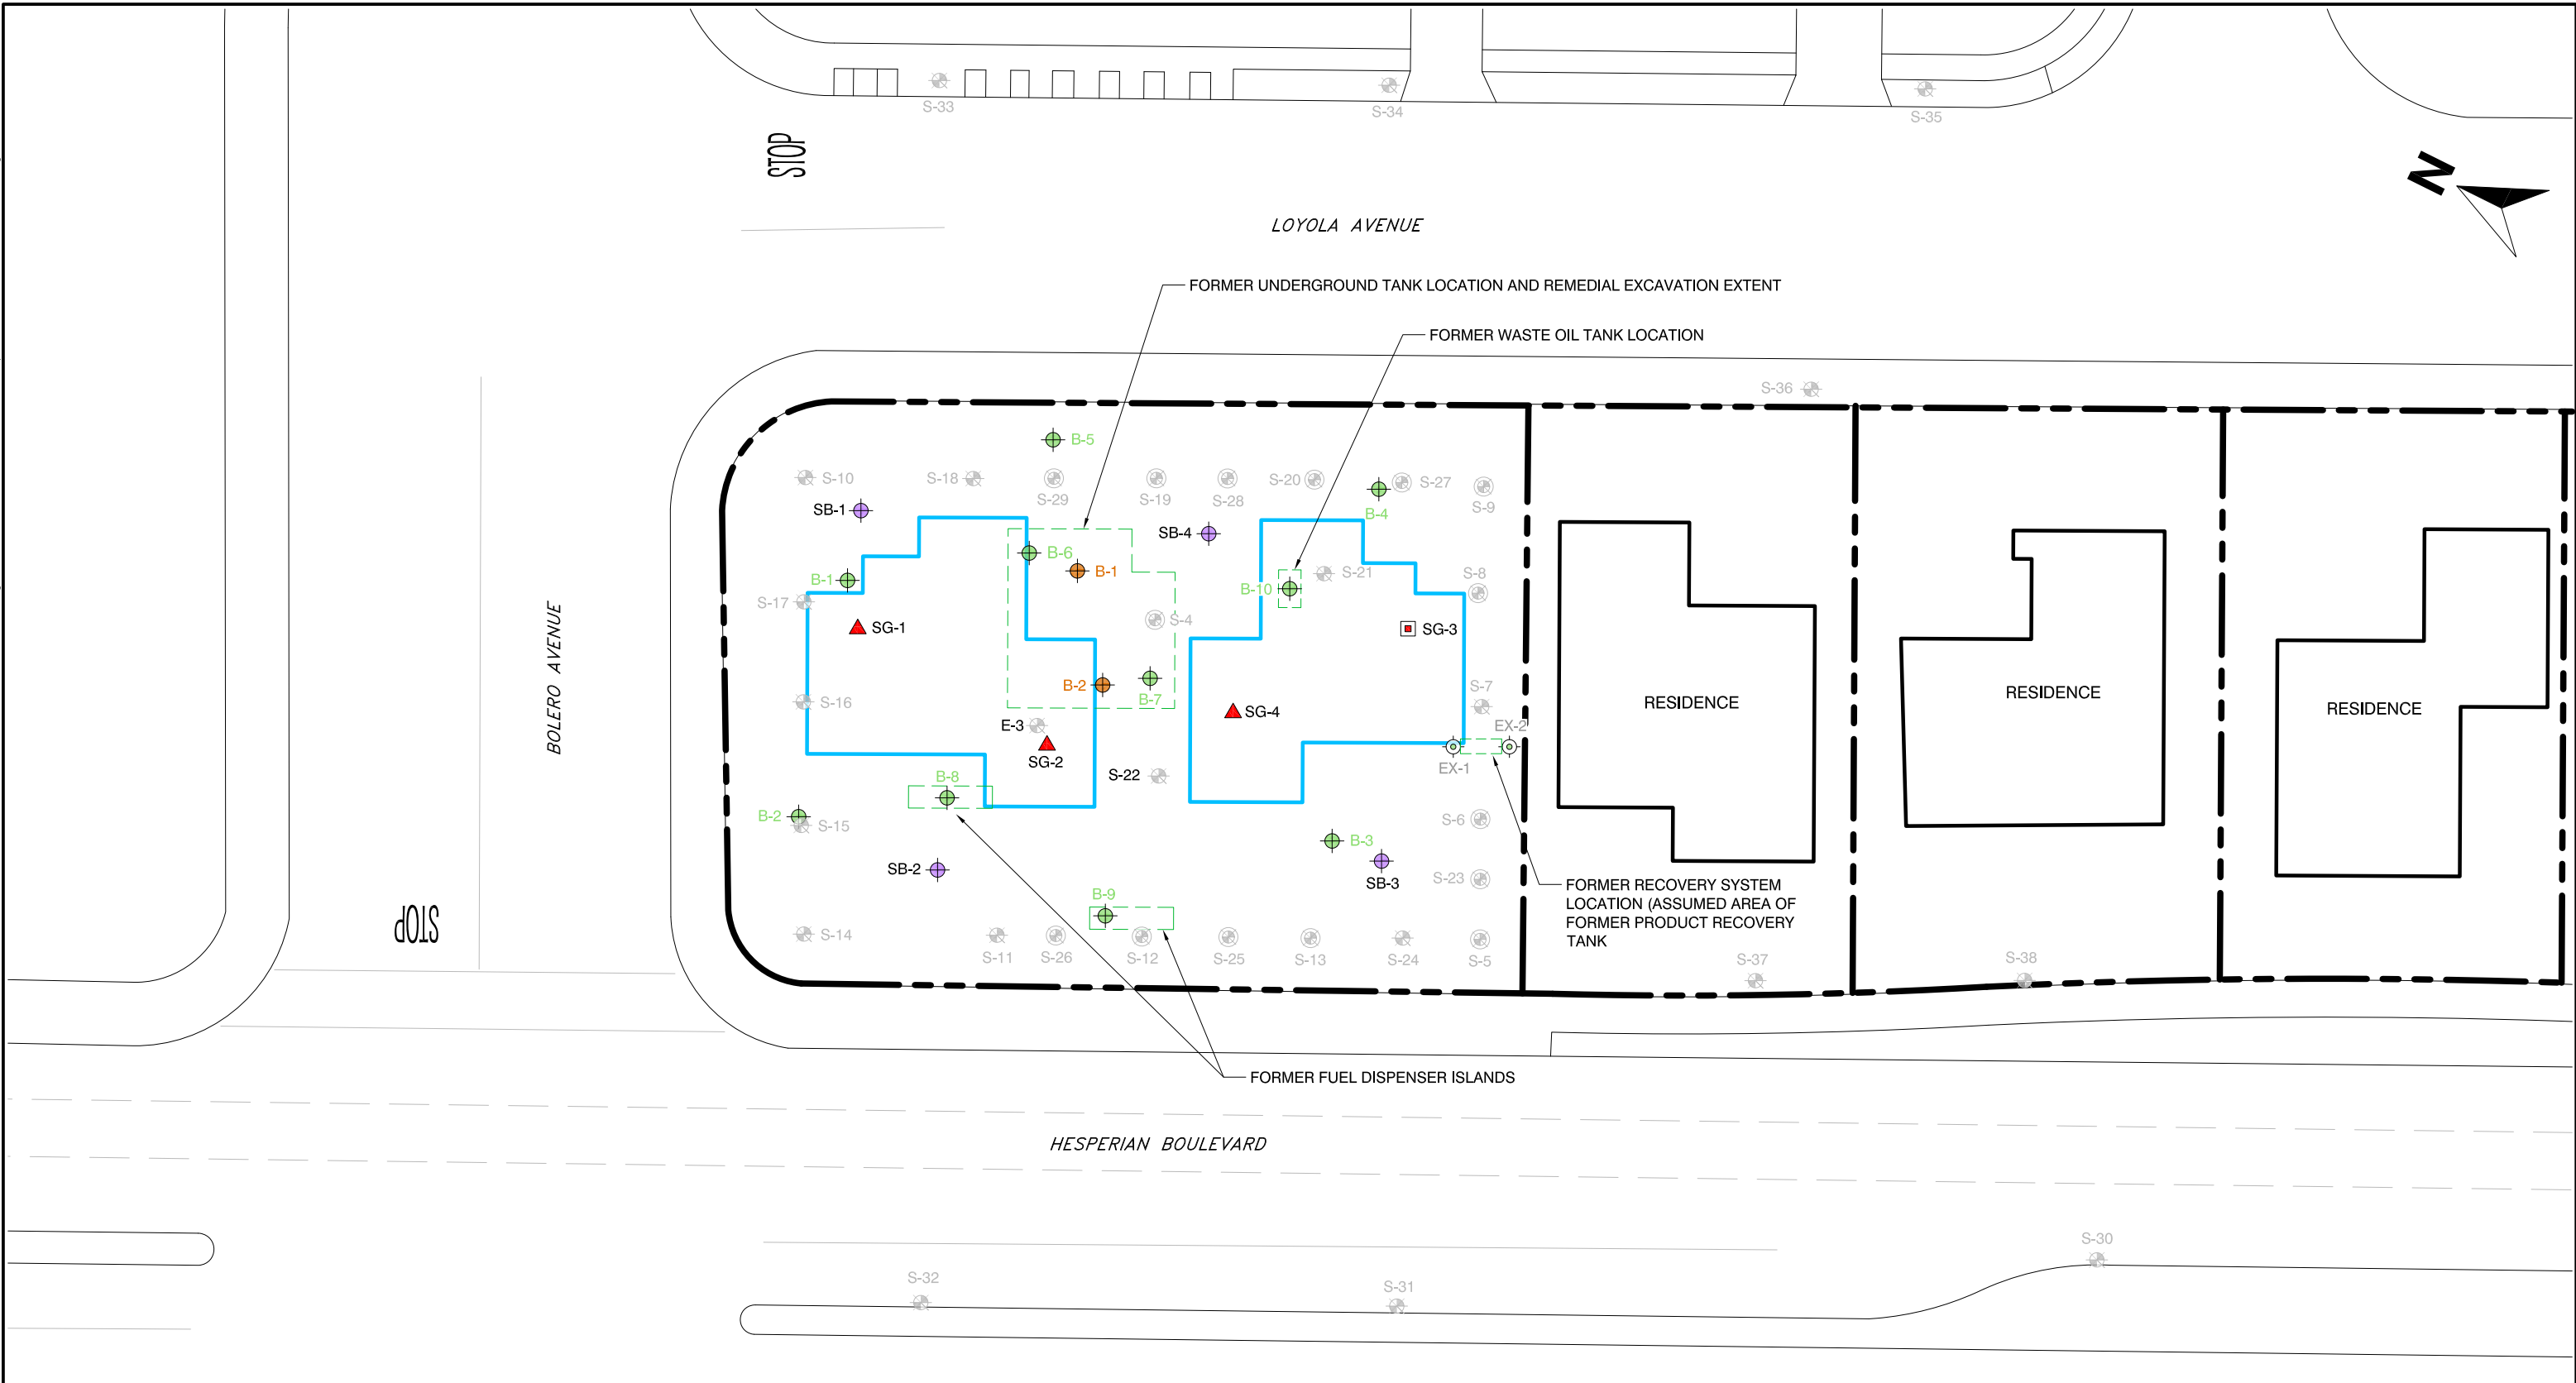 S-33
S-34
S-35
STOP
N
LOYOLA AVENUE
FORMER UNDERGROUND TANK LOCATION AND REMEDIAL EXCAVATION EXTENT
FORMER WASTE OIL TANK LOCATION
S-36
B-5
S-10
S-18
S-29
S-19
S-28
S-20
S-27
S-9
B-4
SB-1
SB-4
B-6
B-1
B-1
S-21
S-8
B-10
S-17
S-4
SG-1
SG-3
BOLERO AVENUE
B-2
B-7
S-7
S-16
SG-4
E-3
EX-2
SG-2
EX-1
S-22
B-8
B-2
S-15
S-6
B-3
SB-2
SB-3
S-23
B-9
RESIDENCE
RESIDENCE
RESIDENCE
FORMER RECOVERY SYSTEM
LOCATION (ASSUMED AREA OF
FORMER PRODUCT RECOVERY
TANK
STOP
S-14
S-11
S-26
S-12
S-25
S-13
S-24
S-5
S-37
S-38
FORMER FUEL DISPENSER ISLANDS
HESPERIAN BOULEVARD
S-30
S-32
S-31